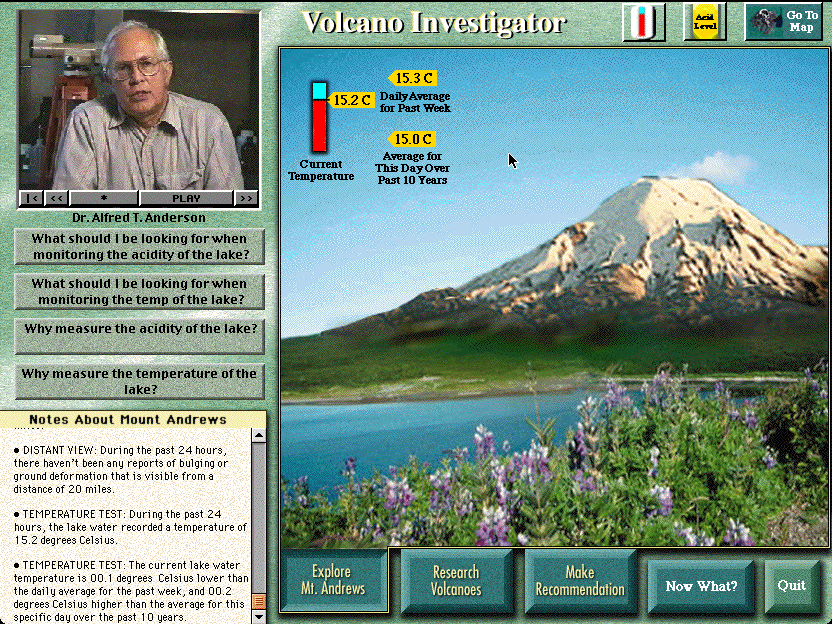 Volcano Investigator
Acid
Level
Go To
Map
|< << * PLAY >>
Dr. Alfred T. Anderson
What should I be looking for when
monitoring the acidity of the lake?
What should I be looking for when
monitoring the temp of the lake?
Why measure the acidity of the lake?
Why measure the temperature of the
lake?
Notes About Mount Andrews
● DISTANT VIEW: During the past 24 hours,
there haven't been any reports of bulging or
ground deformation that is visible from a
distance of 20 miles.
● TEMPERATURE TEST: During the past 24
hours, the lake water recorded a temperature of
15.2 degrees Celsius.
● TEMPERATURE TEST: The current lake water
temperature is 00.1 degrees Celsius lower than
the daily average for the past week, and 00.2
degrees Celsius higher than the average for this
specific day over the past 10 years.
15.2 C
Current
Temperature
15.3 C
Daily Average
for Past Week
15.0 C
Average for
This Day Over
Past 10 Years
Explore
Mt. Andrews
Research
Volcanoes
Make
Recommendation
Now What?
Quit